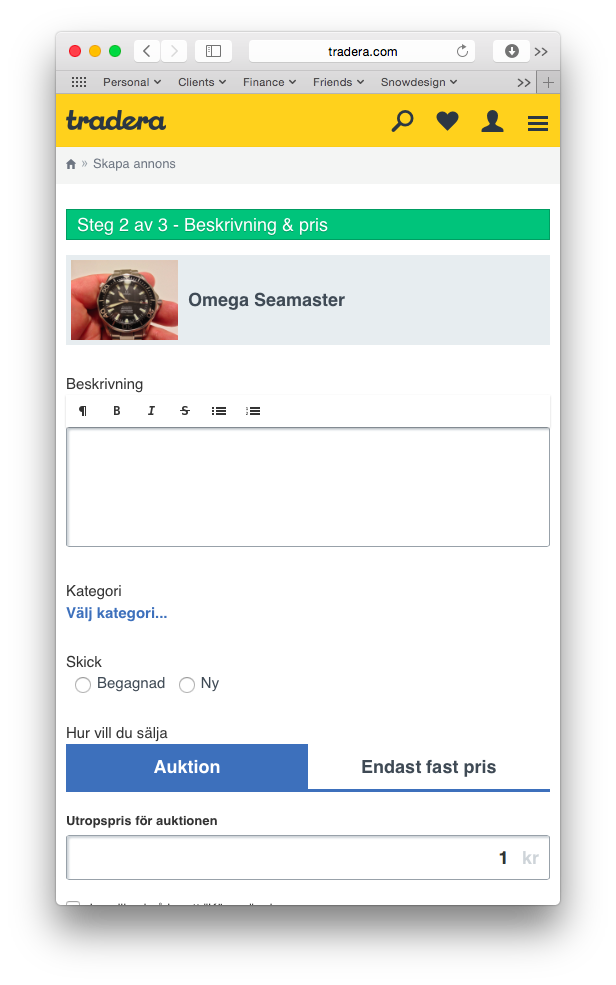 tradera.com
Personal Clients Finance Friends Snowdesign
tradera
» Skapa annons
Steg 2 av 3 - Beskrivning & pris
Omega Seamaster
Beskrivning
¶ B I S
Kategori
Välj kategori...
Skick
Begagnad Ny
Hur vill du sälja
Auktion Endast fast pris
Utropspris för auktionen
1 kr